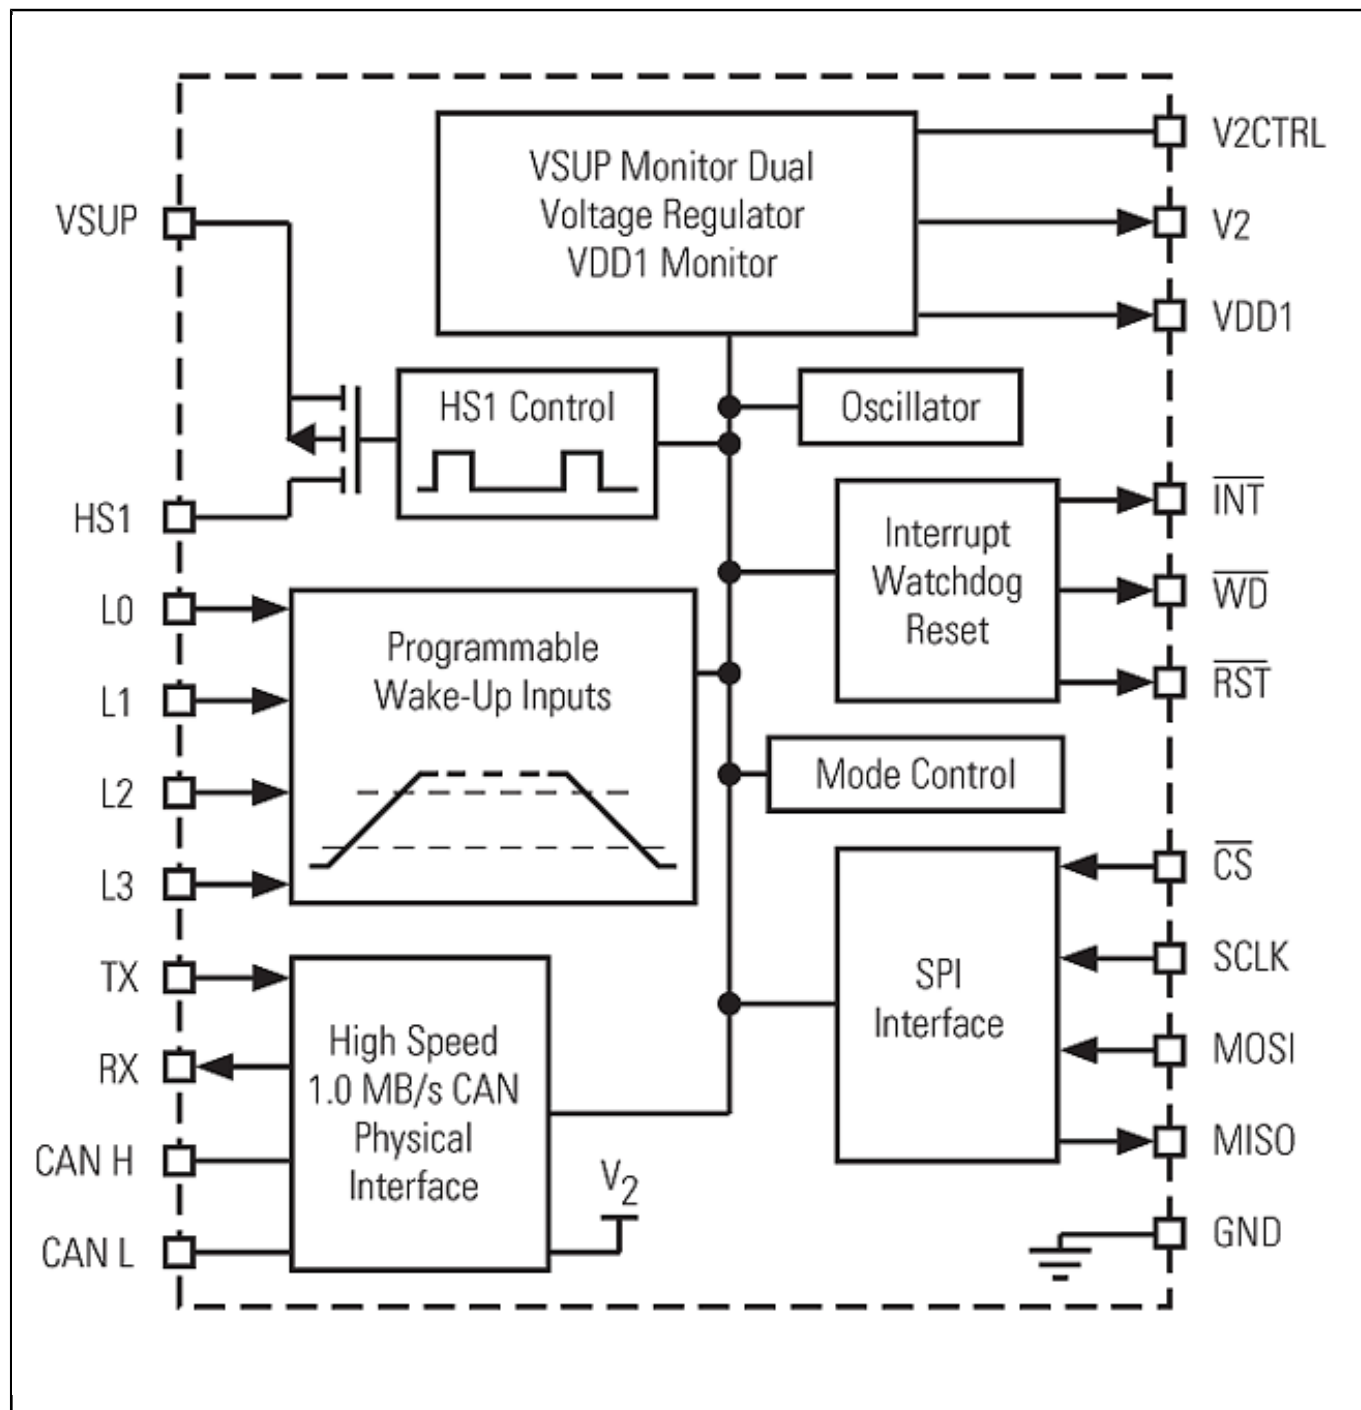 VSUP Monitor Dual
Voltage Regulator
VDD1 Monitor
V2CTRL
V2
VDD1
VSUP
HS1 Control
Oscillator
HS1
INT
WD
RST
Interrupt
Watchdog
Reset
L0
L1
L2
L3
Programmable
Wake-Up Inputs
Mode Control
CS
SCLK
MOSI
MISO
GND
SPI
Interface
TX
RX
CAN H
CAN L
High Speed
1.0 MB/s CAN
Physical
Interface
V2